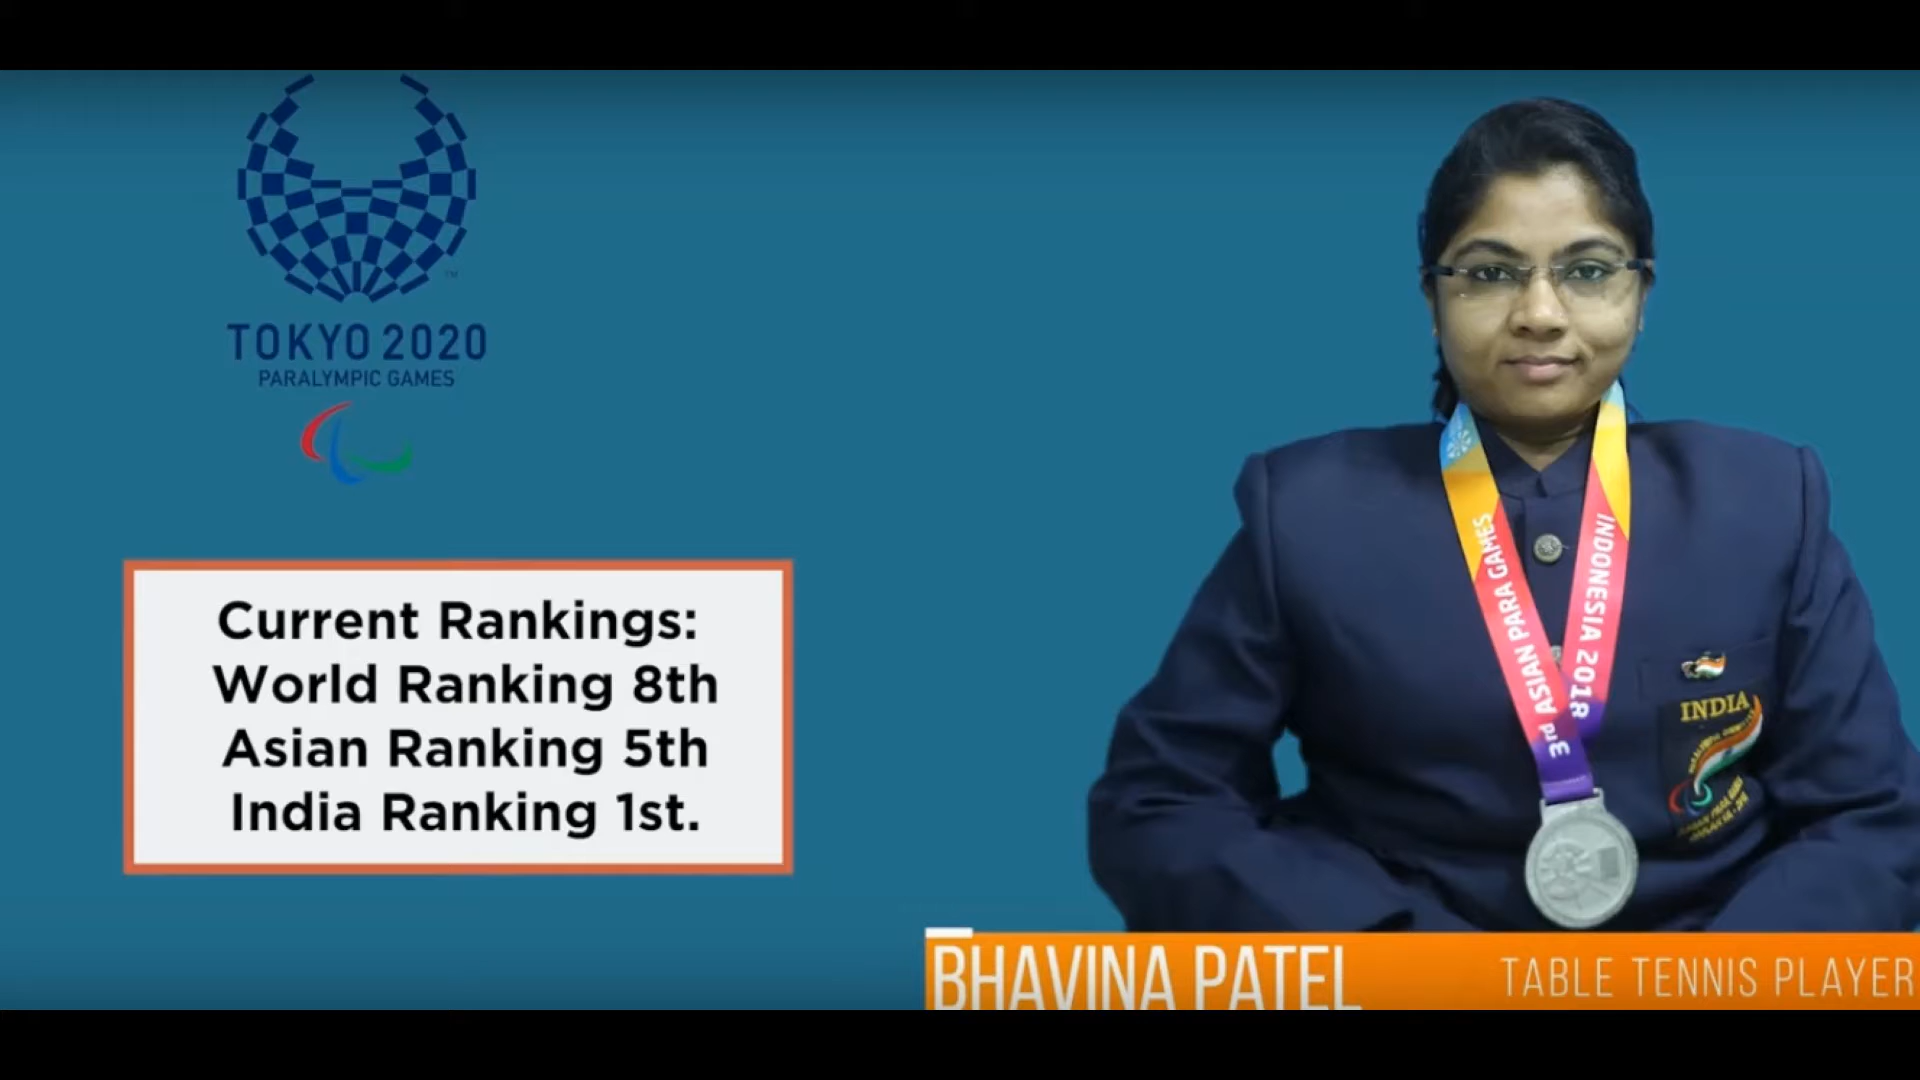 TM
TOKYO 2020
PARALYMPIC GAMES
Current Rankings:
World Ranking 8th
Asian Ranking 5th
India Ranking 1st.
3rd ASIAN PARA GAMES
INDONESIA 2018
INDIA
BHAVINA PATEL
TABLE TENNIS PLAYER